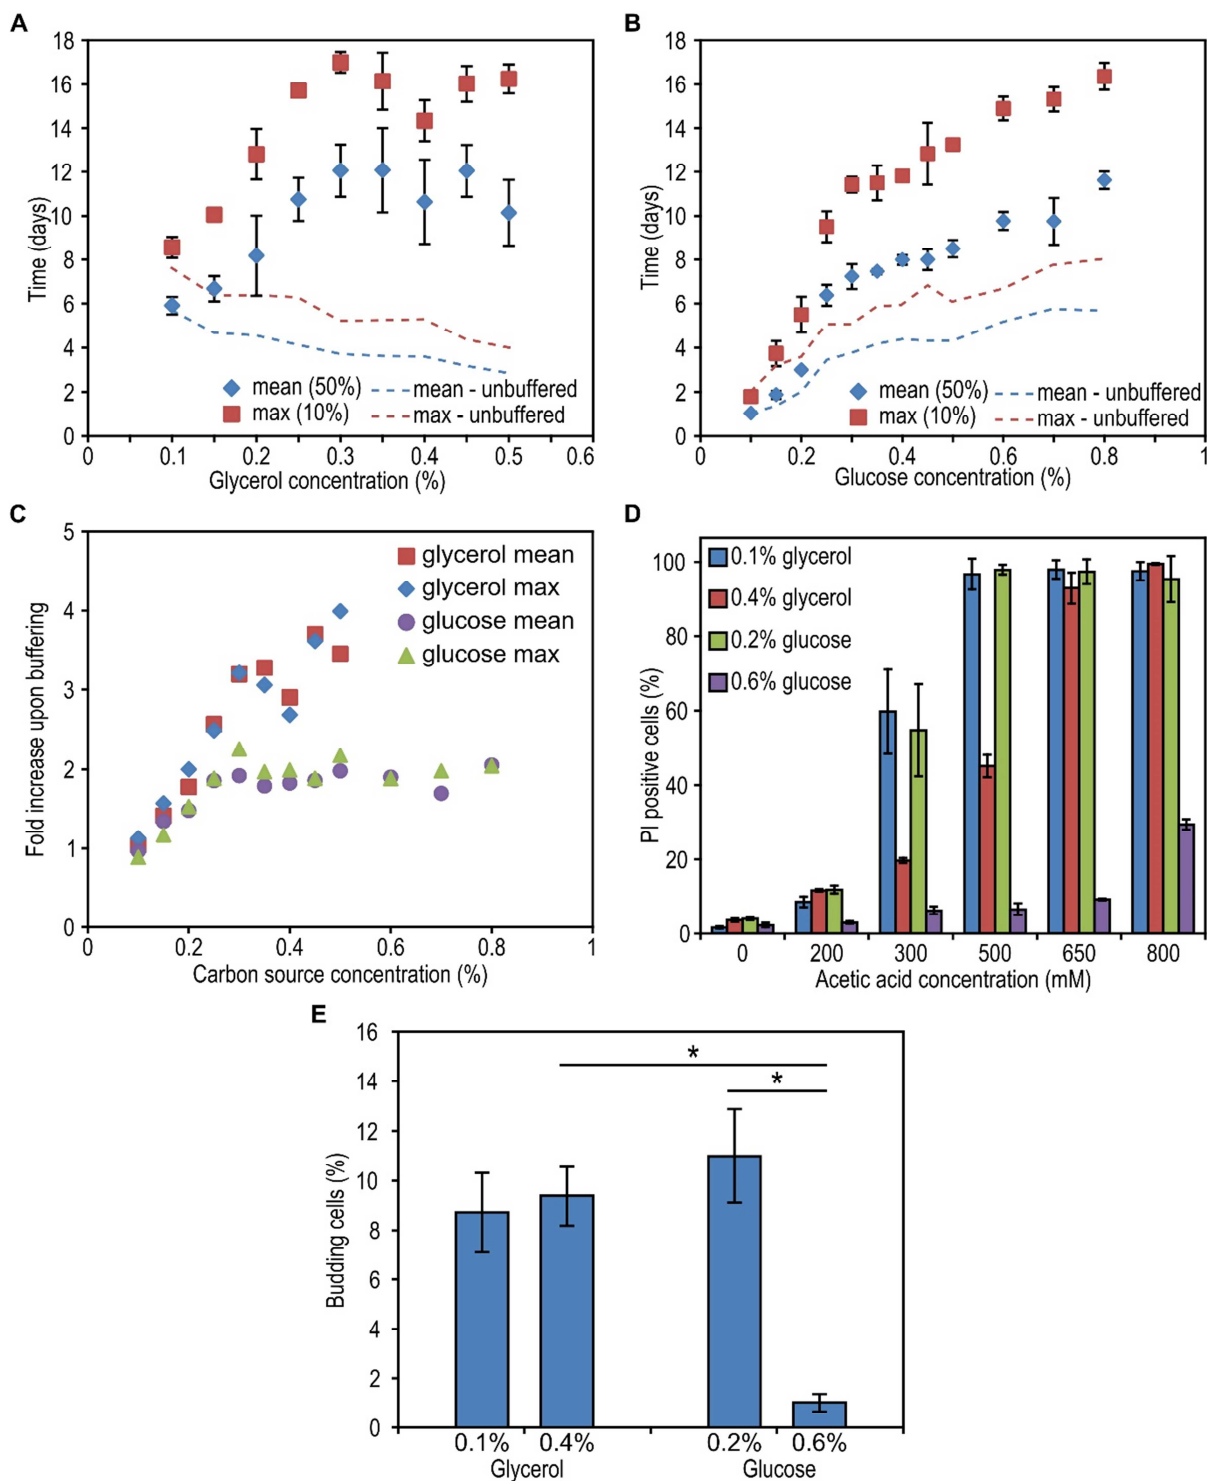 A
18
16
14
12
10
8
6
4
2
0
Time (days)
mean (50%) mean - unbuffered
max (10%) max - unbuffered
0 0.1 0.2 0.3 0.4 0.5 0.6
Glycerol concentration (%)
B
18
16
14
12
10
8
6
4
2
0
Time (days)
mean (50%) mean - unbuffered
max (10%) max - unbuffered
0 0.2 0.4 0.6 0.8 1
Glucose concentration (%)
C
5
4
3
2
1
0
Fold increase upon buffering
glycerol mean
glycerol max
glucose mean
glucose max
0 0.2 0.4 0.6 0.8 1
Carbon source concentration (%)
D
100
80
60
40
20
0
PI positive cells (%)
0.1% glycerol
0.4% glycerol
0.2% glucose
0.6% glucose
0 200 300 500 650 800
Acetic acid concentration (mM)
E
16
14
12
10
8
6
4
2
0
Budding cells (%)
*
*
0.1% 0.4% 0.2% 0.6%
Glycerol Glucose